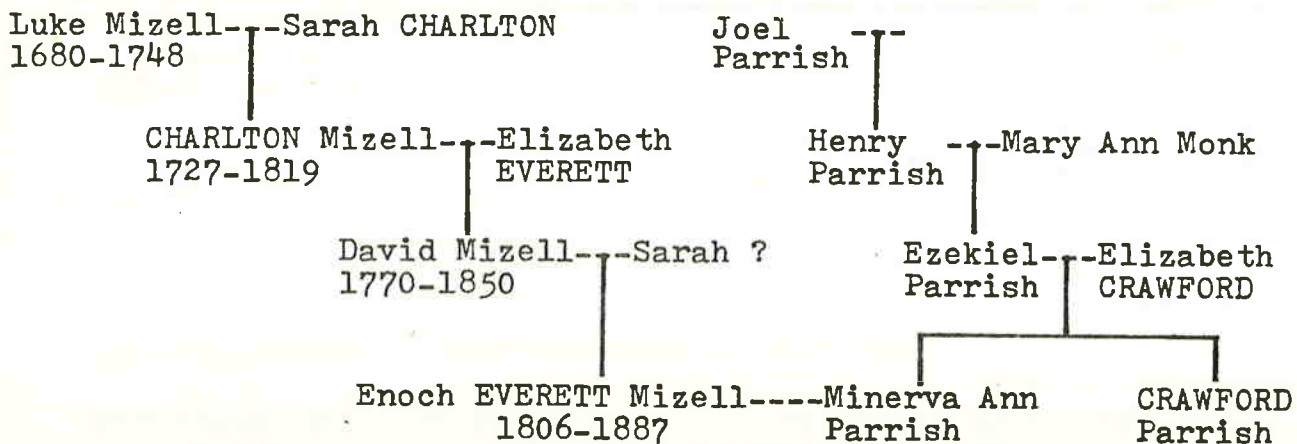 Luke Mizell----Sarah CHARLTON
1680-1748
Joel ----
Parrish
CHARLTON Mizell----Elizabeth
1727-1819 EVERETT
Henry ----Mary Ann Monk
Parrish
David Mizell----Sarah ?
1770-1850
Ezekiel----Elizabeth
Parrish CRAWFORD
Enoch EVERETT Mizell----Minerva Ann
1806-1887 Parrish
CRAWFORD
Parrish